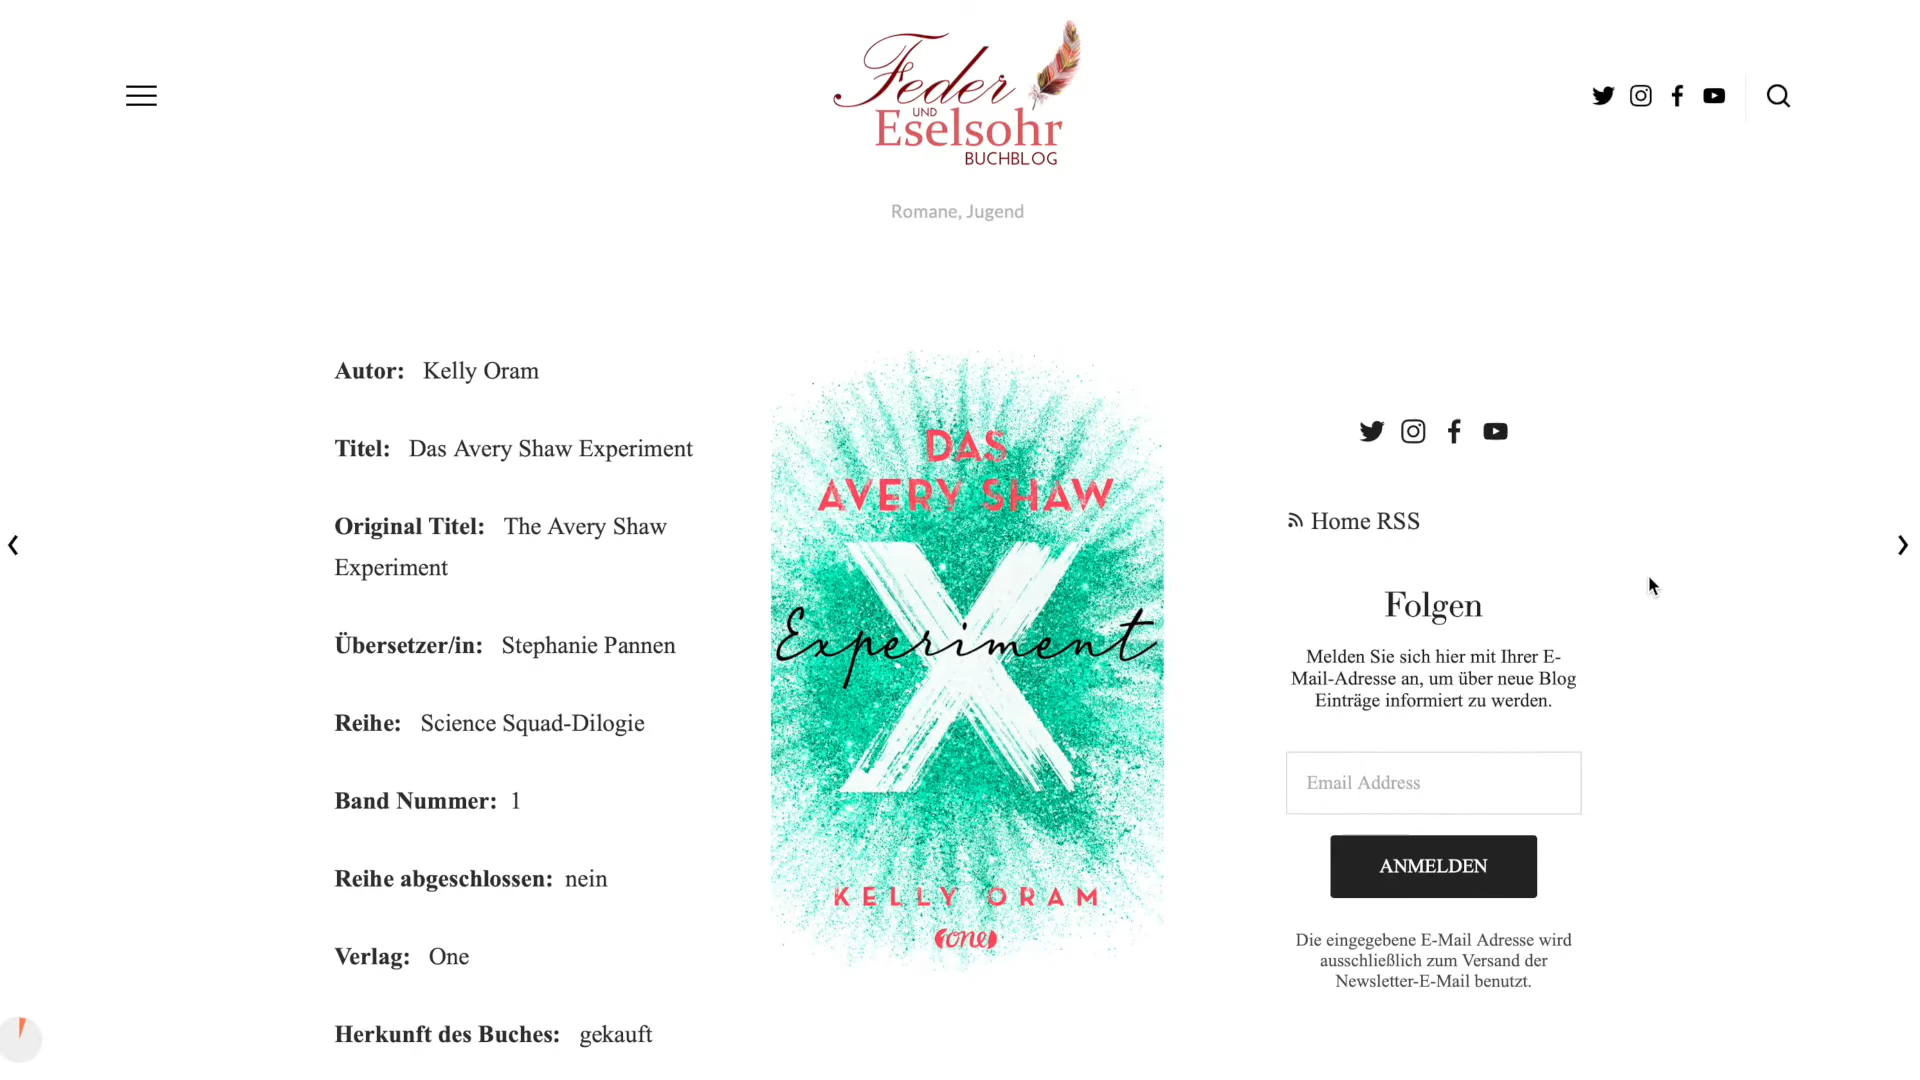 Feder
UND
Eselsohr
BUCHBLOG
Romane, Jugend
Autor: Kelly Oram
Titel: Das Avery Shaw Experiment
Original Titel: The Avery Shaw
Experiment
Übersetzer/in: Stephanie Pannen
Reihe: Science Squad-Dilogie
Band Nummer: 1
Reihe abgeschlossen: nein
Verlag: One
Herkunft des Buches: gekauft
DAS
AVERY SHAW
X
Experiment
KELLY ORAM
one
Home RSS
Folgen
Melden Sie sich hier mit Ihrer E-
Mail-Adresse an, um über neue Blog
Einträge informiert zu werden.
Email Address
ANMELDEN
Die eingegebene E-Mail Adresse wird
ausschließlich zum Versand der
Newsletter-E-Mail benutzt.